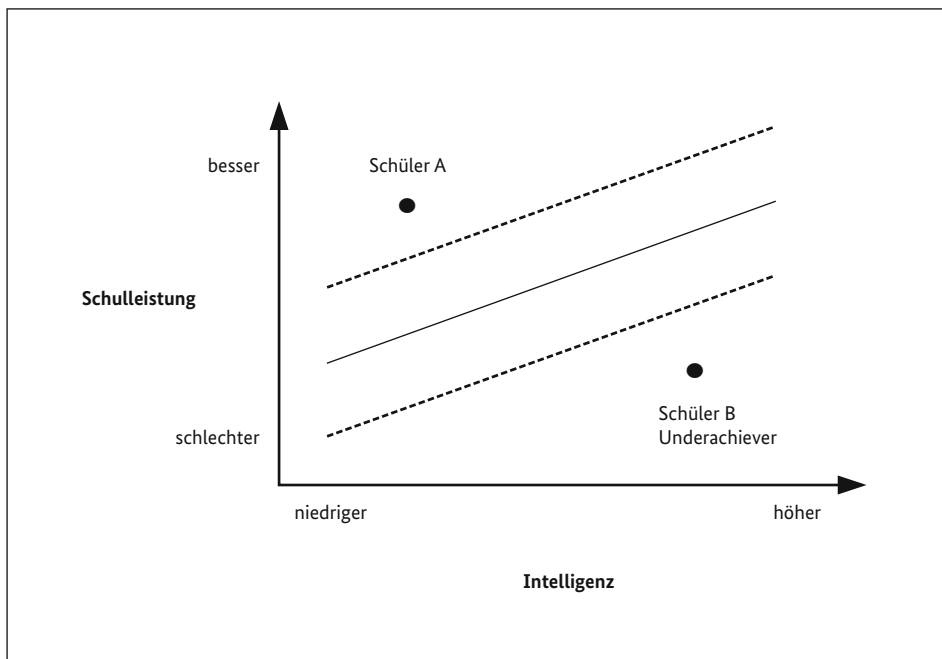 besser
Schüler A
Schulleistung
Schüler B
Underachiever
schlechter
niedriger
höher
Intelligenz